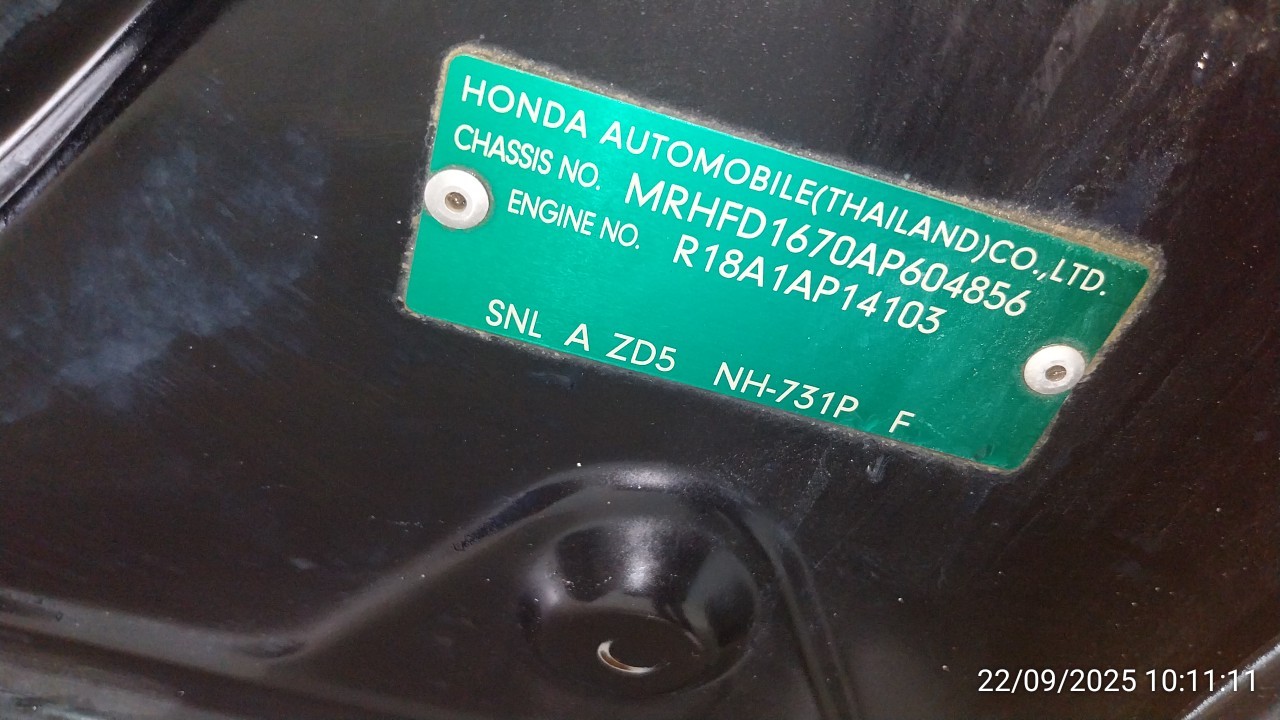 HONDA AUTOMOBILE(THAILAND)CO.,LTD.
CHASSIS NO. MRHFD1670AP604856
ENGINE NO. R18A1AP14103
SNL A ZD5 NH-731P F
22/09/2025 10:11:11